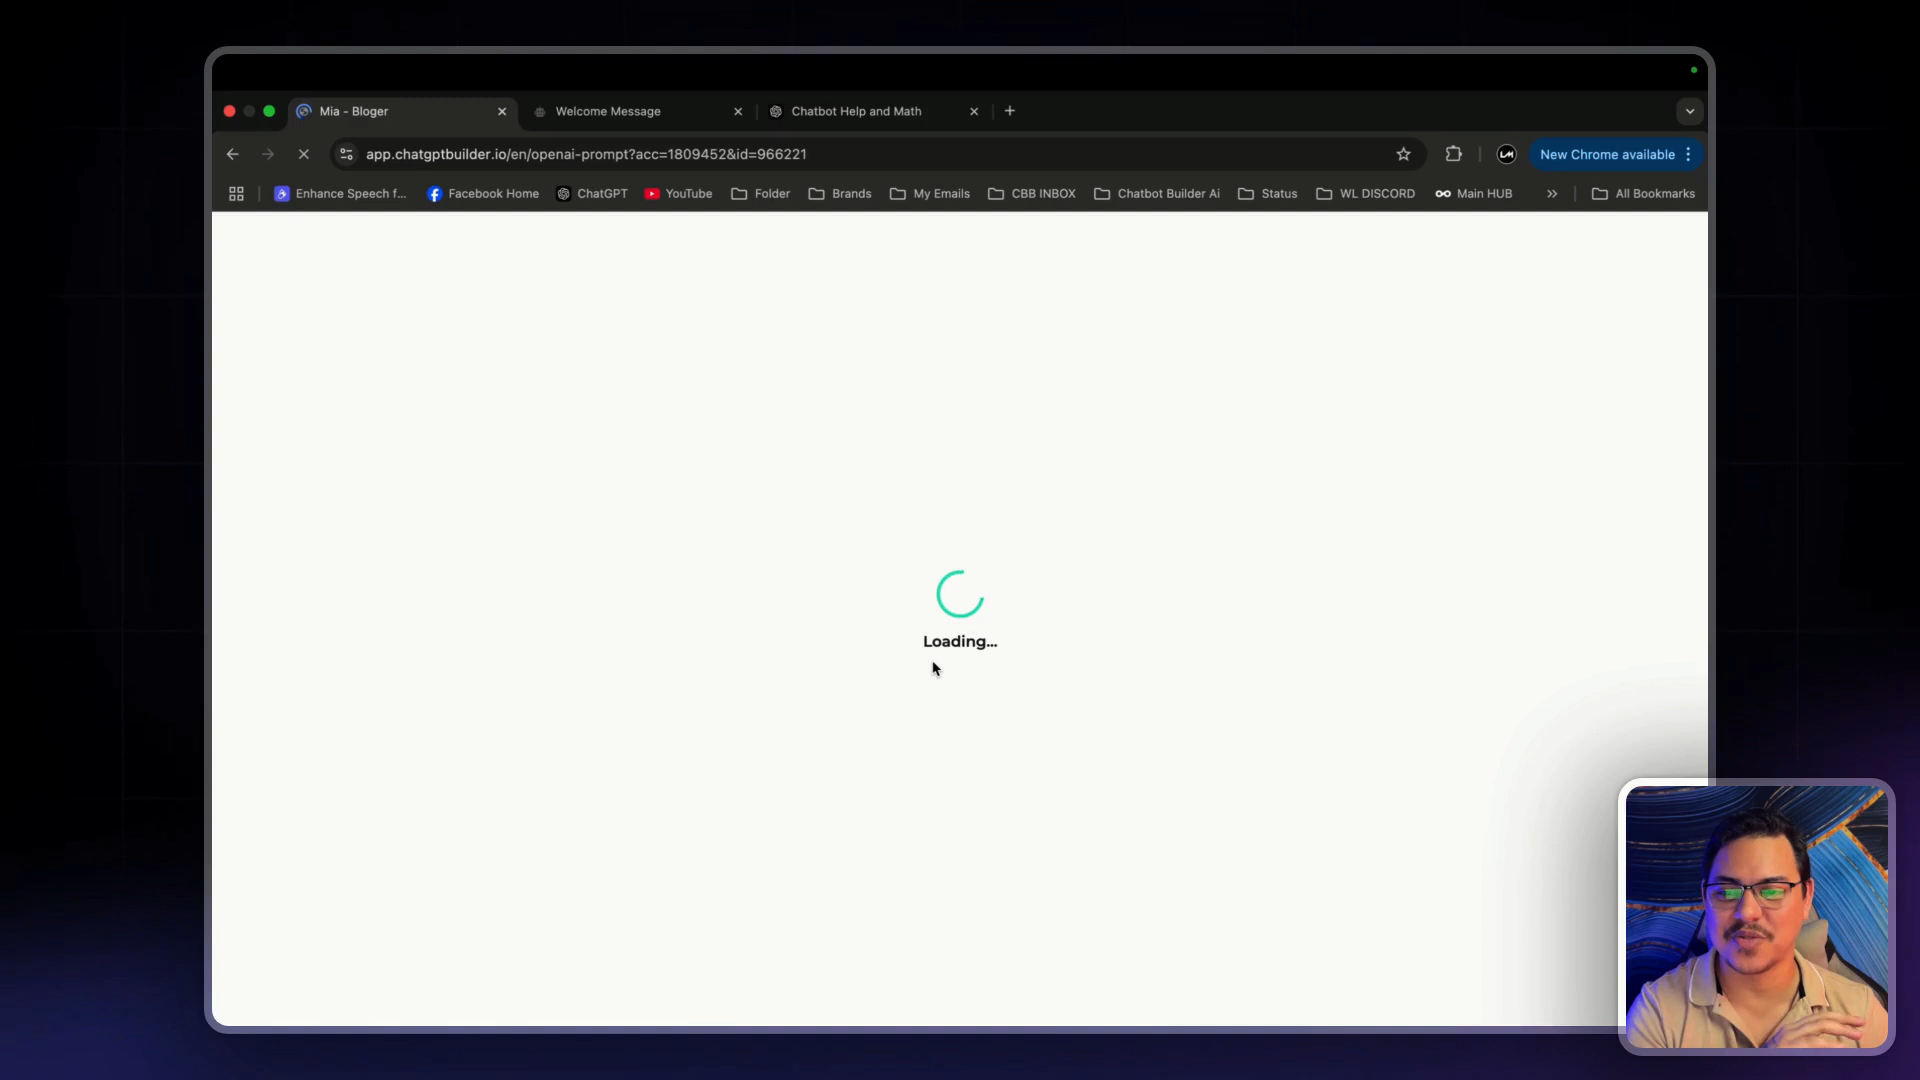 Mia - Bloger
Welcome Message
Chatbot Help and Math
app.chatgptbuilder.io/en/openai-prompt?acc=1809452&id=966221
New Chrome available
Enhance Speech f...
Facebook Home
ChatGPT
YouTube
Folder
Brands
My Emails
CBB INBOX
Chatbot Builder Ai
Status
WL DISCORD
Main HUB
All Bookmarks
Loading...